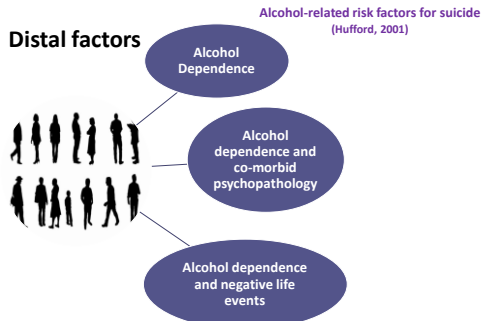 Alcohol-related risk factors for suicide
(Hufford, 2001)
Distal factors
Alcohol
Dependence
Alcohol
dependence and
co-morbid
psychopathology
Alcohol dependence
and negative life
events